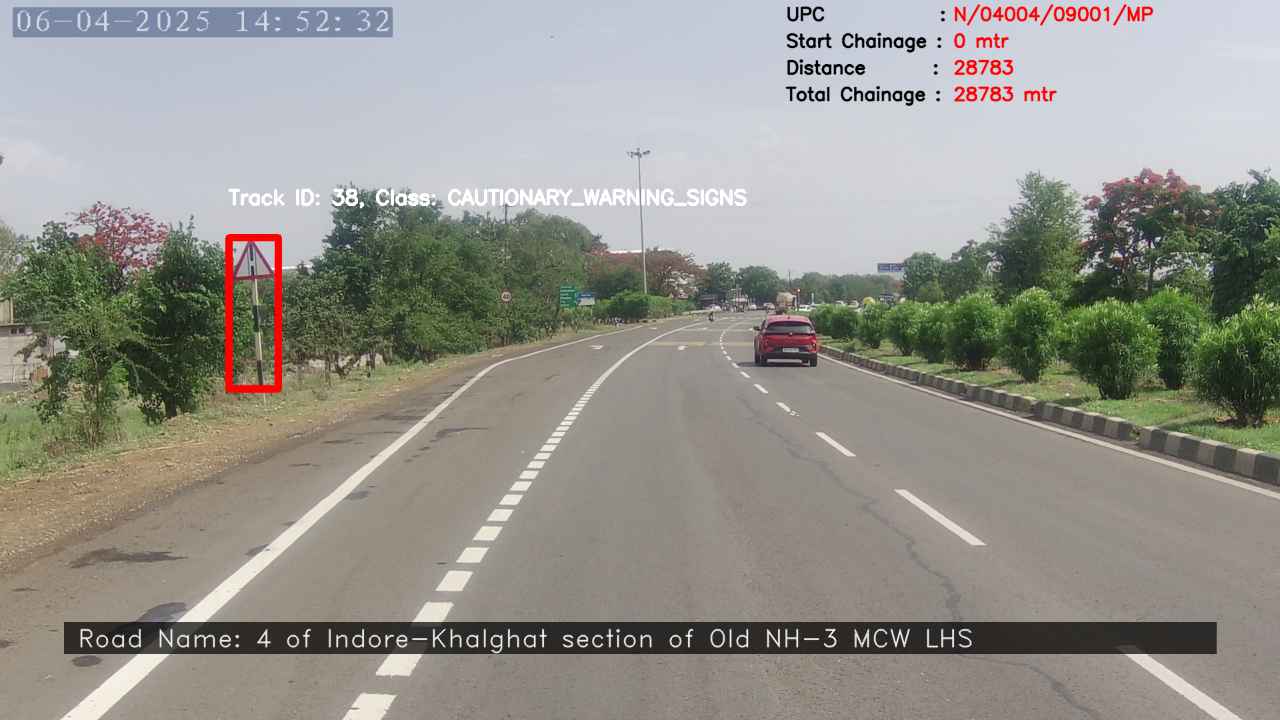 06-04-2025 14:52:32
UPC : N/04004/09001/MP
Start Chainage : 0 mtr
Distance : 28783
Total Chainage : 28783 mtr
Track ID: 38, Class: CAUTIONARY_WARNING_SIGNS
Road Name: 4 of Indore-Khalghat section of Old NH-3 MCW LHS